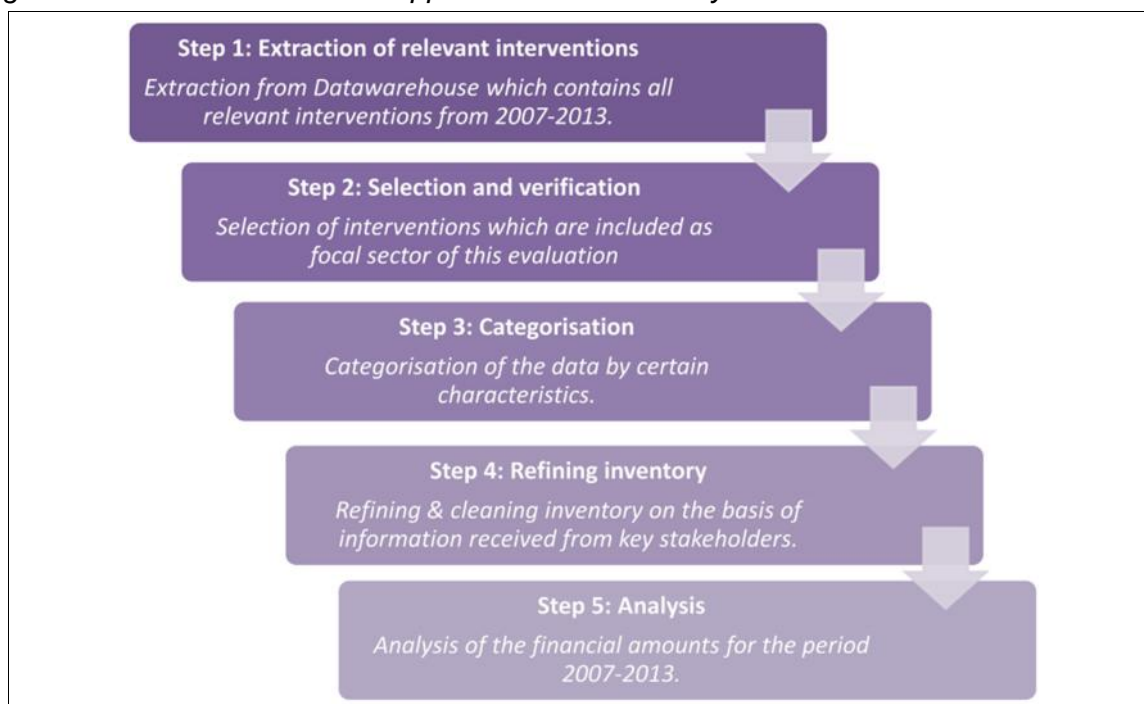 Step 1: Extraction of relevant interventions
Extraction from Datawarehouse which contains all
relevant interventions from 2007-2013.
Step 2: Selection and verification
Selection of interventions which are included as
focal sector of this evaluation
Step 3: Categorisation
Categorisation of the data by certain
characteristics.
Step 4: Refining inventory
Refining & cleaning inventory on the basis of
information received from key stakeholders.
Step 5: Analysis
Analysis of the financial amounts for the period
2007-2013.